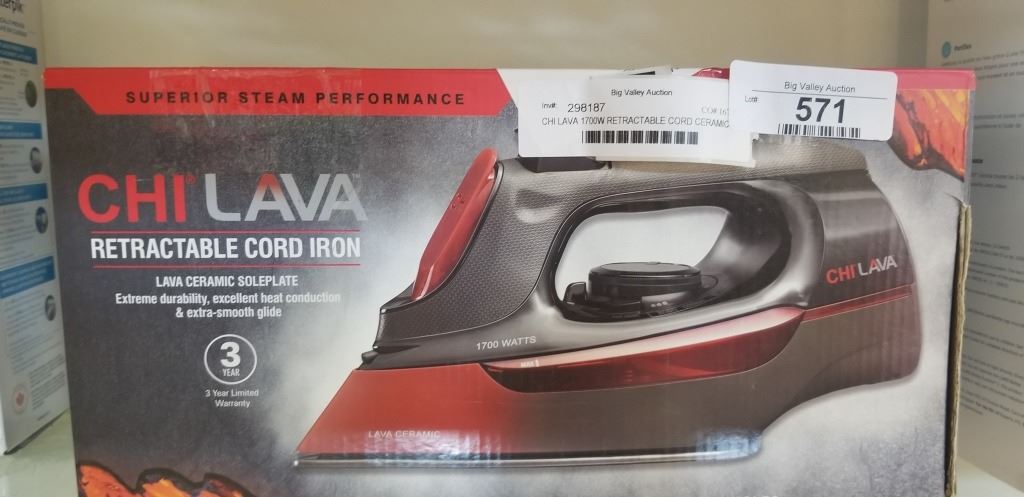 SUPERIOR STEAM PERFORMANCE
Big Valley Auction
Inv#: 298187
CHI LAVA 1700W RETRACTABLE CORD CERAMIC
Big Valley Auction
Lot#: 571
CHI LAVA
RETRACTABLE CORD IRON
LAVA CERAMIC SOLEPLATE
Extreme durability, excellent heat conduction
& extra-smooth glide
3
YEAR
3 Year Limited
Warranty
CHI LAVA
1700 WATTS
MAX
LAVA CERAMIC